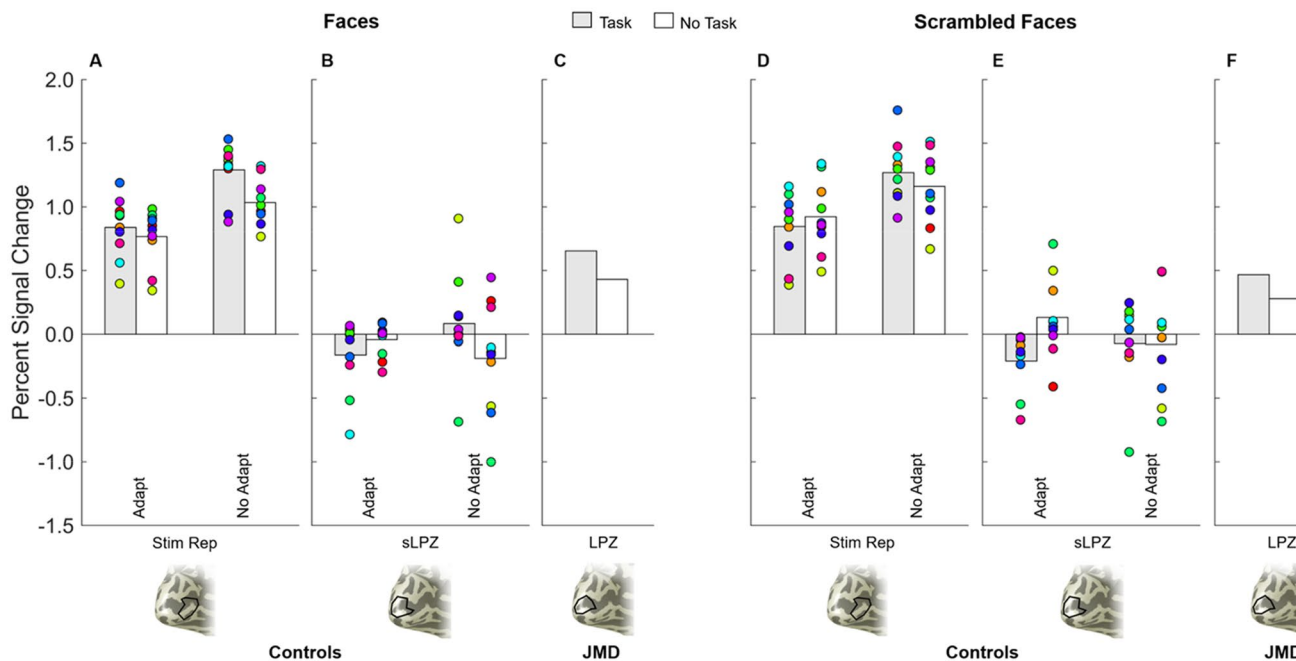 Faces
Task
No Task
Scrambled Faces
A
B
C
D
E
F
Percent Signal Change
2.0
1.5
1.0
0.5
0.0
-0.5
-1.0
-1.5
Adapt
No Adapt
Adapt
No Adapt
Adapt
No Adapt
Adapt
No Adapt
Stim Rep
sLPZ
LPZ
Stim Rep
sLPZ
LPZ
Controls
JMD
Controls
JMD